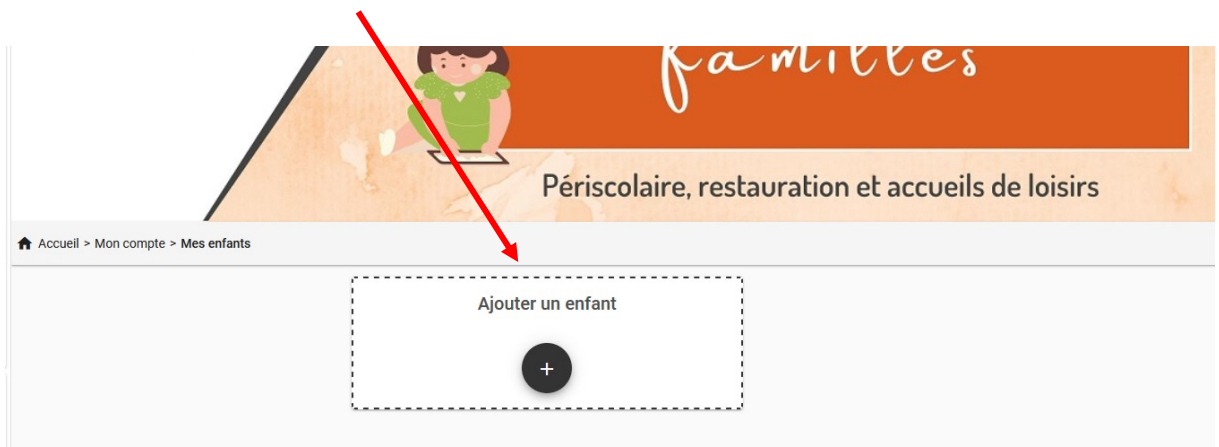 familles
Périscolaire, restauration et accueils de loisirs
Accueil > Mon compte > Mes enfants
Ajouter un enfant
+